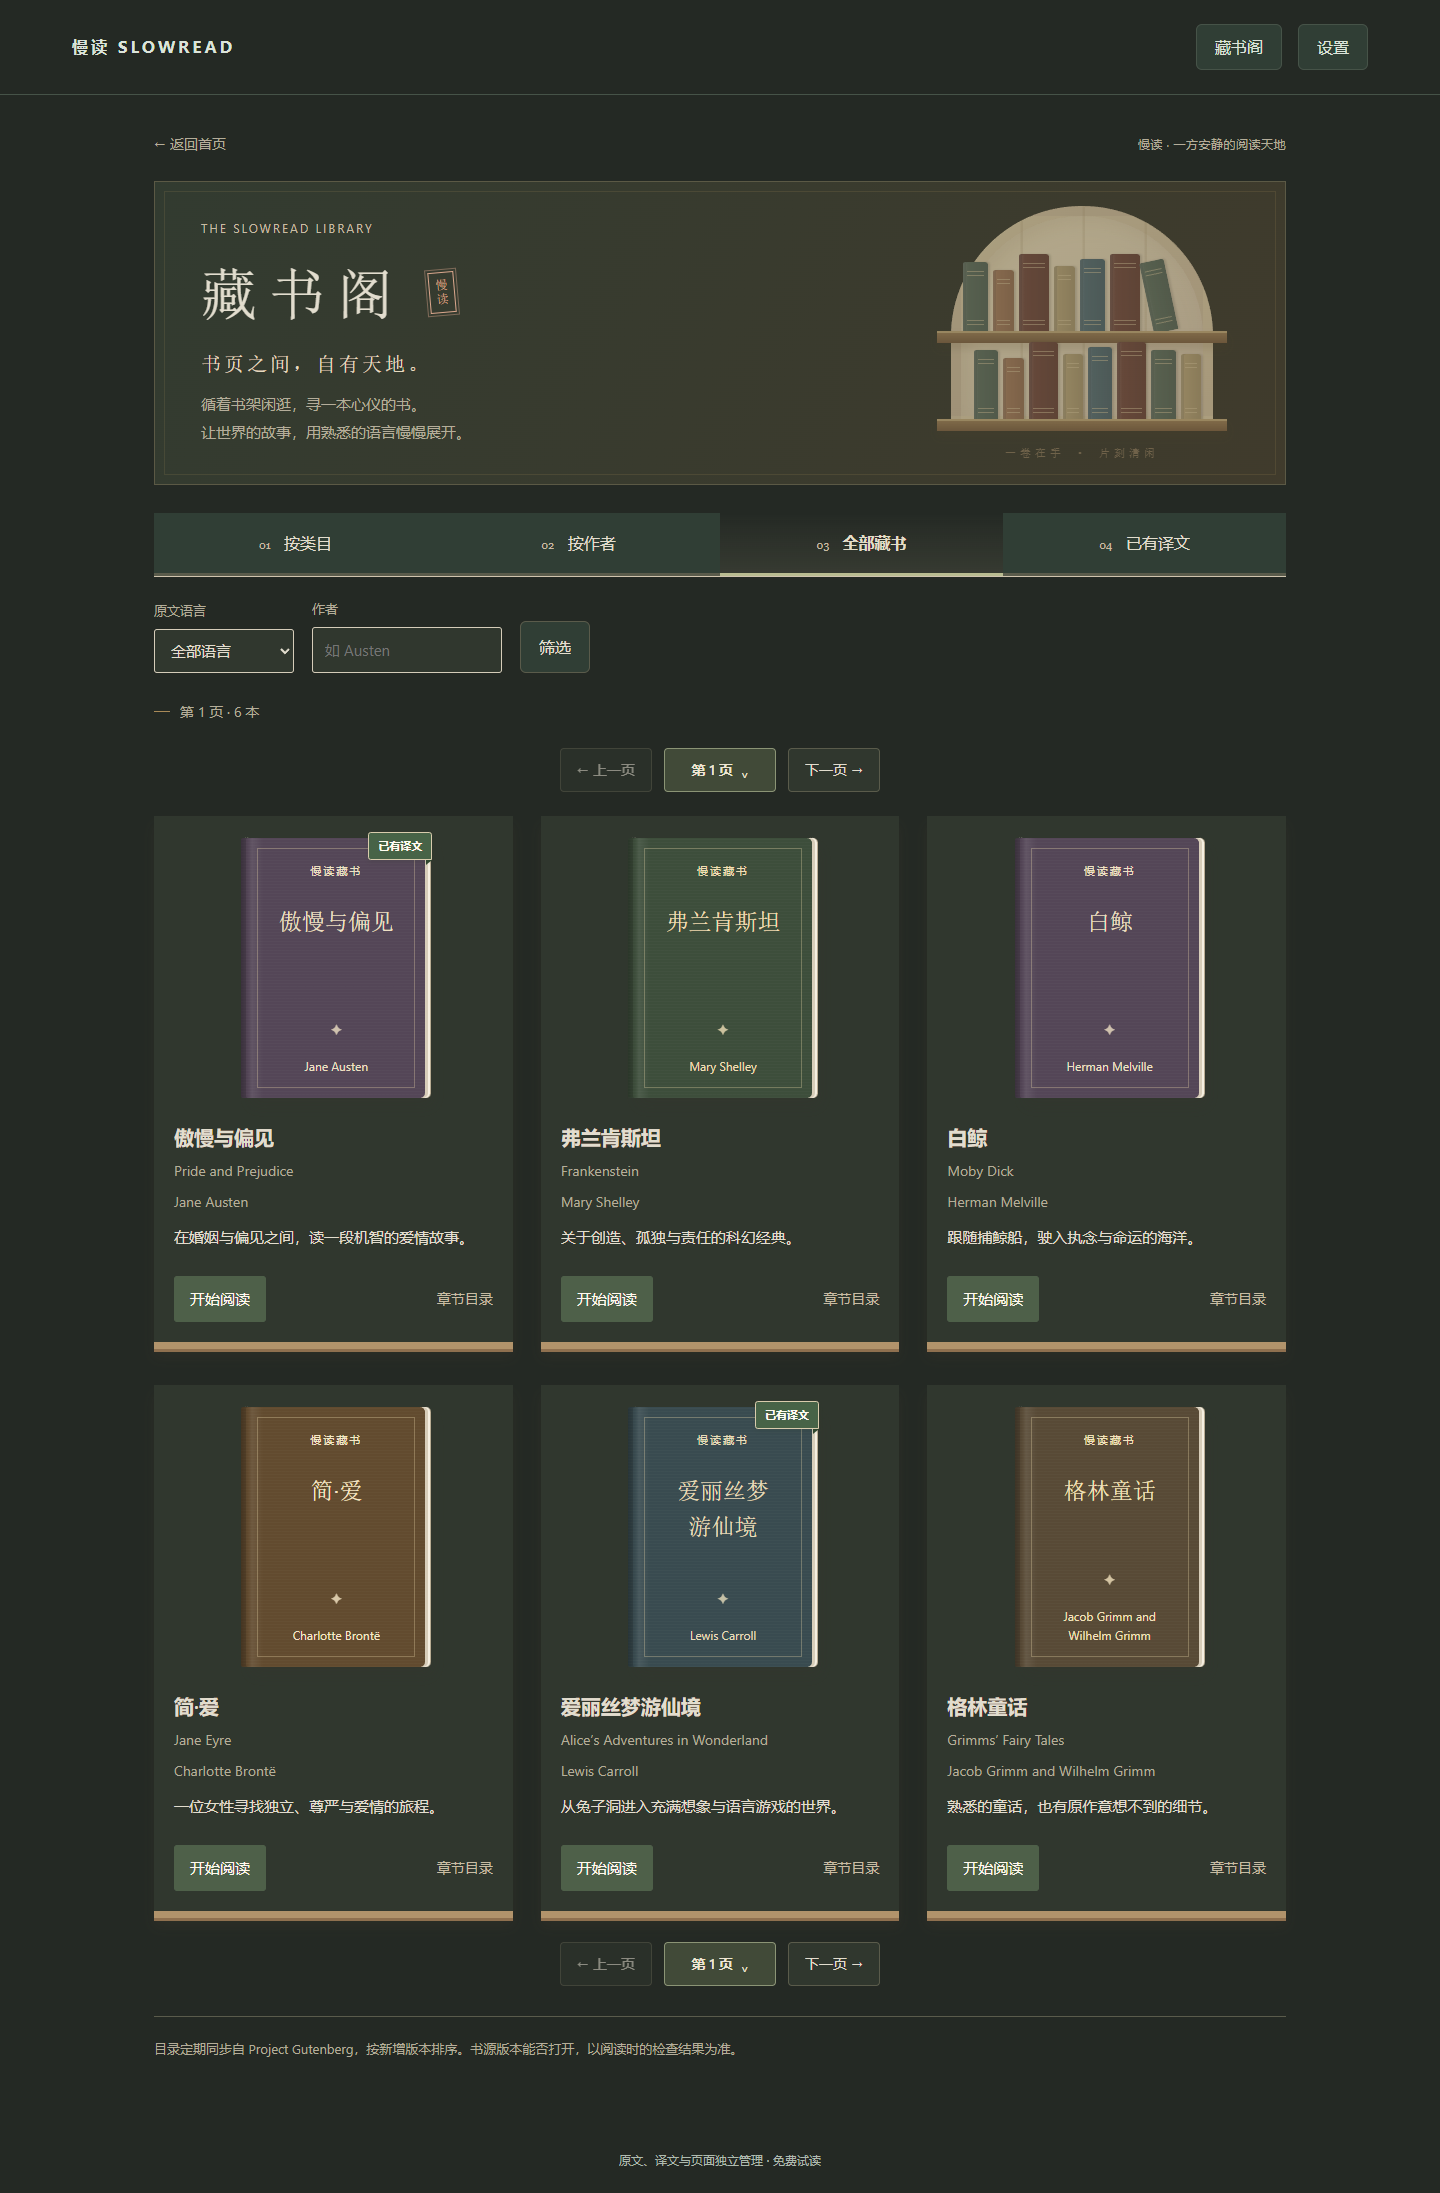 慢读 SLOWREAD
藏书阁
设置
← 返回首页
慢读 · 一方安静的阅读天地
THE SLOWREAD LIBRARY
藏书阁
慢读
书页之间，自有天地。
循着书架闲逛，寻一本心仪的书。
让世界的故事，用熟悉的语言慢慢展开。
一卷在手 · 片刻清闲
01 按类目
02 按作者
03 全部藏书
04 已有译文
原文语言
作者
全部语言
如 Austen
筛选
— 第 1 页 · 6 本
← 上一页
第 1 页 ˅
下一页 →
已有译文
慢读藏书
傲慢与偏见
✦
Jane Austen
傲慢与偏见
Pride and Prejudice
Jane Austen
在婚姻与偏见之间，读一段机智的爱情故事。
开始阅读
章节目录
慢读藏书
弗兰肯斯坦
✦
Mary Shelley
弗兰肯斯坦
Frankenstein
Mary Shelley
关于创造、孤独与责任的科幻经典。
开始阅读
章节目录
慢读藏书
白鲸
✦
Herman Melville
白鲸
Moby Dick
Herman Melville
跟随捕鲸船，驶入执念与命运的海洋。
开始阅读
章节目录
慢读藏书
简·爱
✦
Charlotte Brontë
简·爱
Jane Eyre
Charlotte Brontë
一位女性寻找独立、尊严与爱情的旅程。
开始阅读
章节目录
已有译文
慢读藏书
爱丽丝梦
游仙境
✦
Lewis Carroll
爱丽丝梦游仙境
Alice’s Adventures in Wonderland
Lewis Carroll
从兔子洞进入充满想象与语言游戏的世界。
开始阅读
章节目录
慢读藏书
格林童话
✦
Jacob Grimm and
Wilhelm Grimm
格林童话
Grimms’ Fairy Tales
Jacob Grimm and Wilhelm Grimm
熟悉的童话，也有原作意想不到的细节。
开始阅读
章节目录
← 上一页
第 1 页 ˅
下一页 →
目录定期同步自 Project Gutenberg，按新增版本排序。书源版本能否打开，以阅读时的检查结果为准。
原文、译文与页面独立管理 · 免费试读